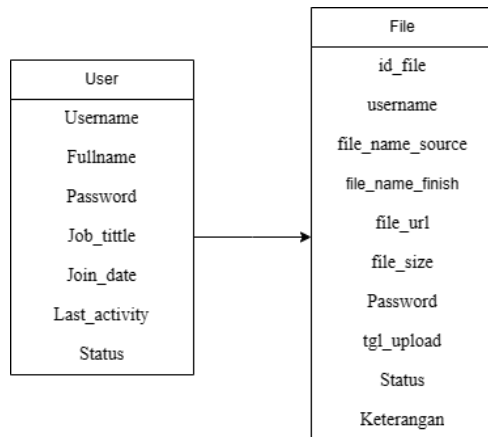 User
Username
Fullname
Password
Job_tittle
Join_date
Last_activity
Status
File
id_file
username
file_name_source
file_name_finish
file_url
file_size
Password
tgl_upload
Status
Keterangan